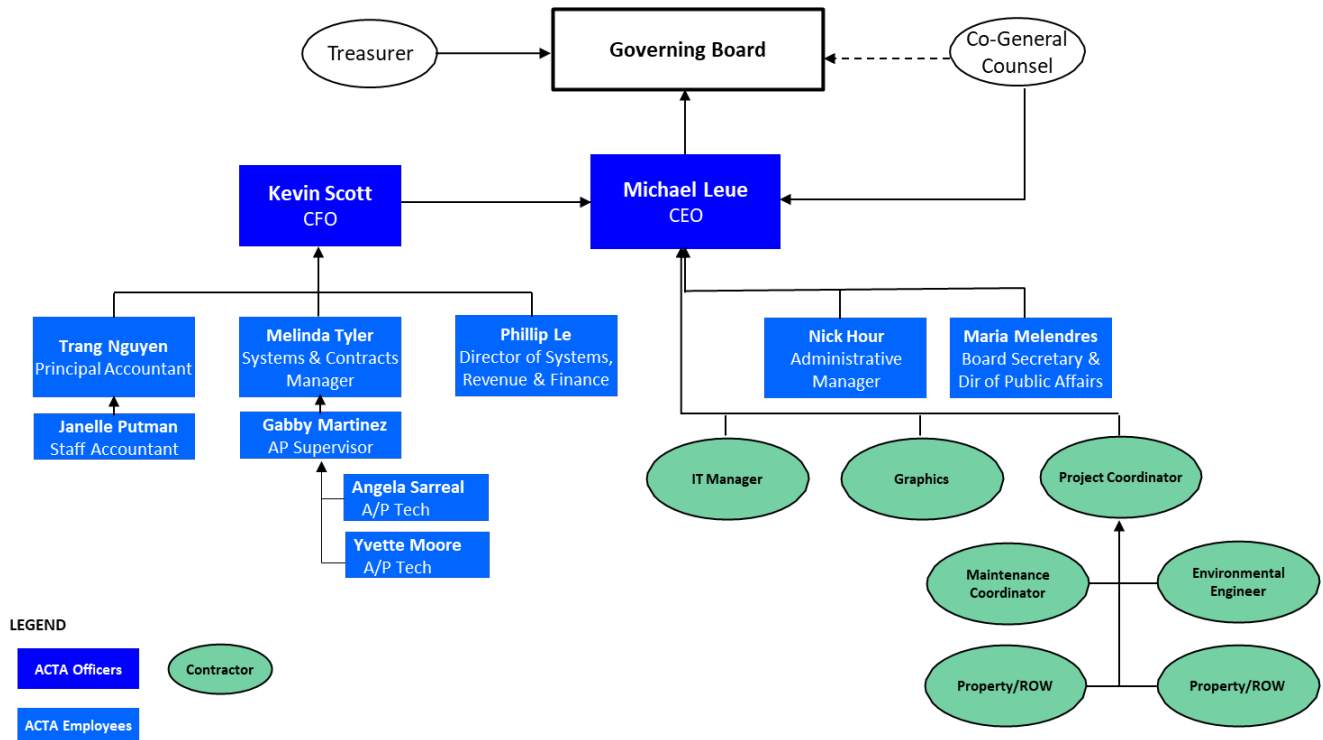 Treasurer
Governing Board
Co-General
Counsel
Kevin Scott
CFO
Michael Leue
CEO
Trang Nguyen
Principal Accountant
Melinda Tyler
Systems & Contracts
Manager
Phillip Le
Director of Systems,
Revenue & Finance
Nick Hour
Administrative
Manager
Maria Melendres
Board Secretary &
Dir of Public Affairs
Janelle Putman
Staff Accountant
Gabby Martinez
AP Supervisor
Angela Sarreal
A/P Tech
Yvette Moore
A/P Tech
IT Manager
Graphics
Project Coordinator
Maintenance
Coordinator
Environmental
Engineer
Property/ROW
Property/ROW
LEGEND
ACTA Officers
Contractor
ACTA Employees